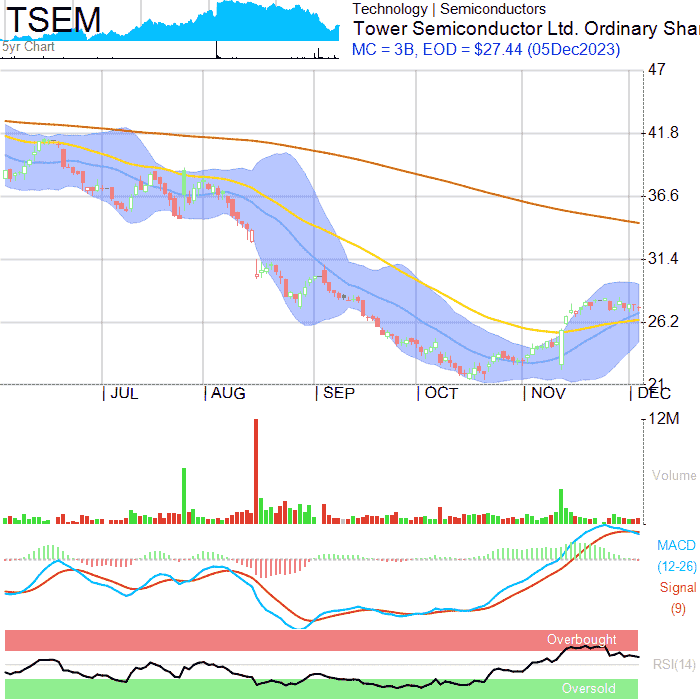 TSEM
5yr Chart
Technology | Semiconductors
Tower Semiconductor Ltd. Ordinary Shar
MC = 3B, EOD = $27.44 (05Dec2023)
47
41.8
36.6
31.4
26.2
21
JUL AUG SEP OCT NOV DEC
12M
Volume
MACD
(12-26)
Signal
(9)
Overbought
RSI(14)
Oversold